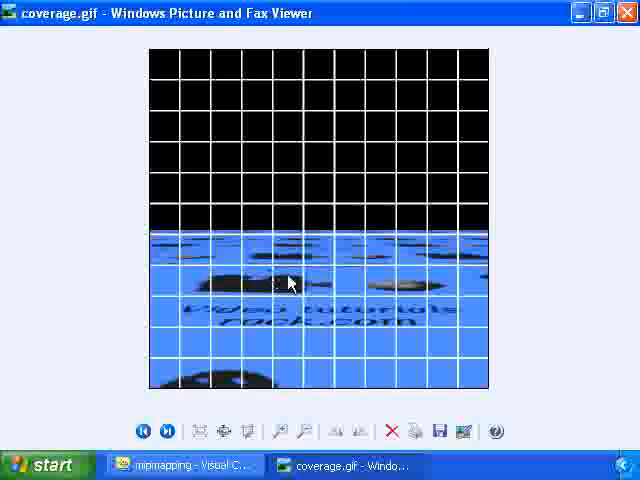 coverage.gif - Windows Picture and Fax Viewer
video tutorials
rock.com
start
mipmapping - Visual C...
coverage.gif - Windo...